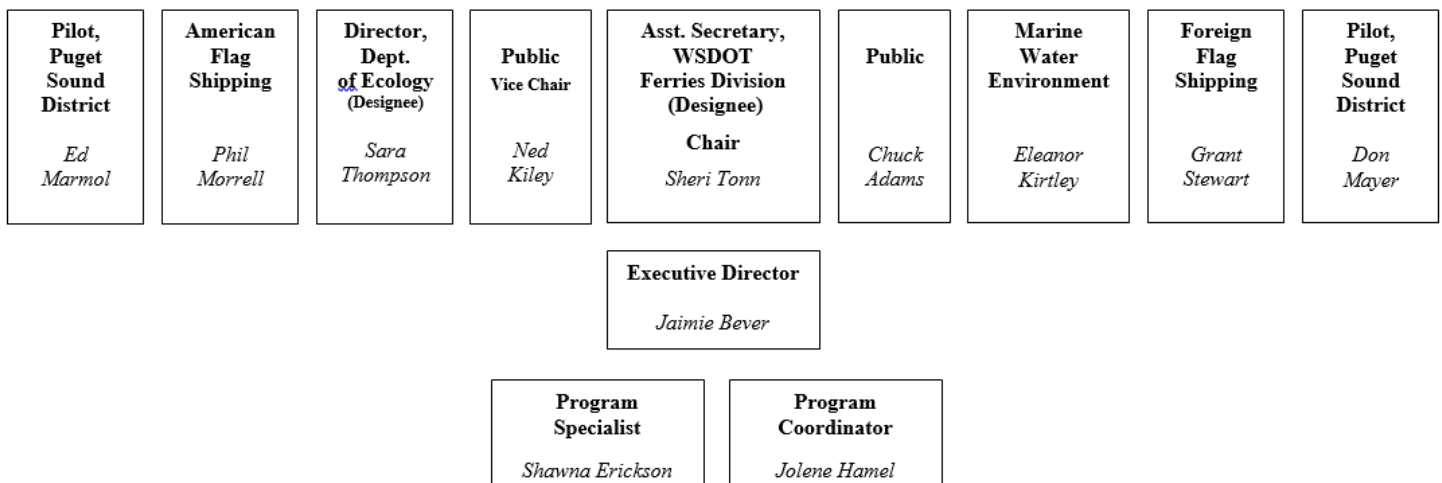 Pilot,
Puget
Sound
District
Ed
Marmol
American
Flag
Shipping
Phil
Morrell
Director,
Dept.
of Ecology
(Designee)
Sara
Thompson
Public
Vice Chair
Ned
Kiley
Asst. Secretary,
WSDOT
Ferries Division
(Designee)
Chair
Sheri Tonn
Public
Chuck
Adams
Marine
Water
Environment
Eleanor
Kirtley
Foreign
Flag
Shipping
Grant
Stewart
Pilot,
Puget
Sound
District
Don
Mayer
Executive Director
Jaimie Bever
Program
Specialist
Shawna Erickson
Program
Coordinator
Jolene Hamel